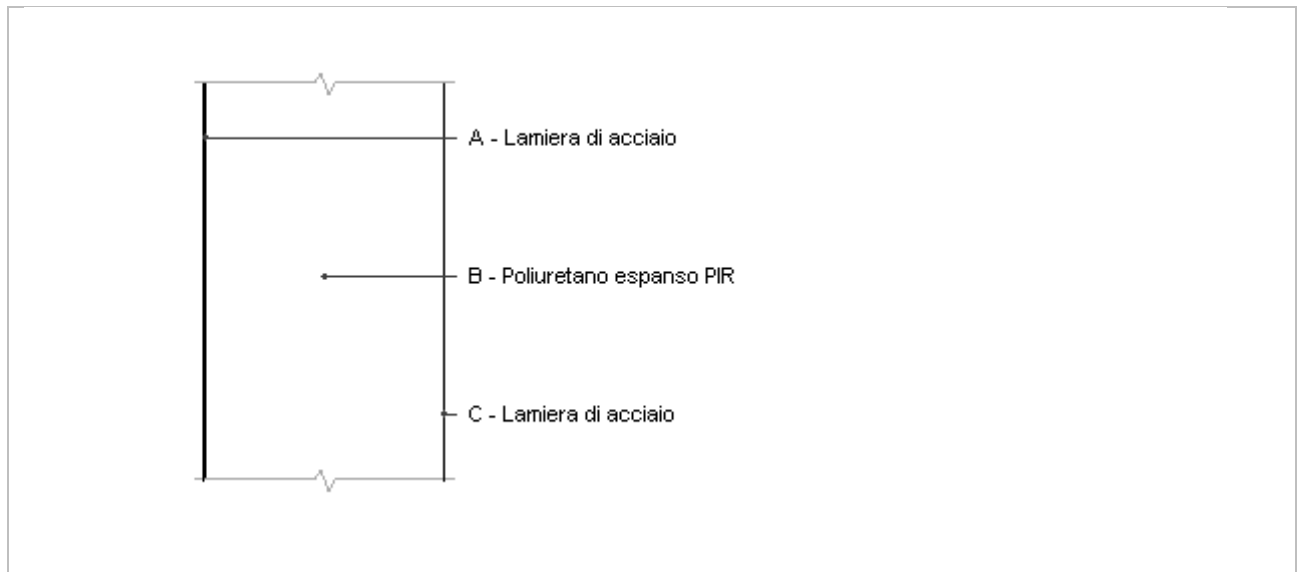 A - Lamiera di acciaio
B - Poliuretano espanso PIR
C - Lamiera di acciaio